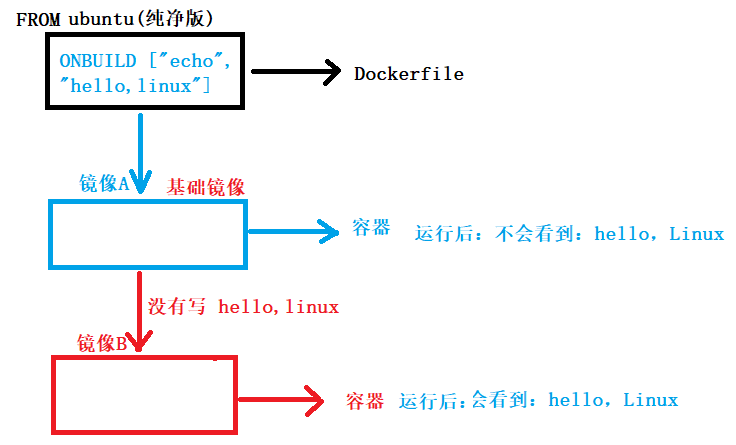 FROM ubuntu(纯净版)
ONBUILD ["echo",
"hello,linux"]
Dockerfile
镜像A
基础镜像
容器
运行后：不会看到：hello，Linux
没有写 hello,linux
镜像B
容器
运行后：会看到：hello，Linux